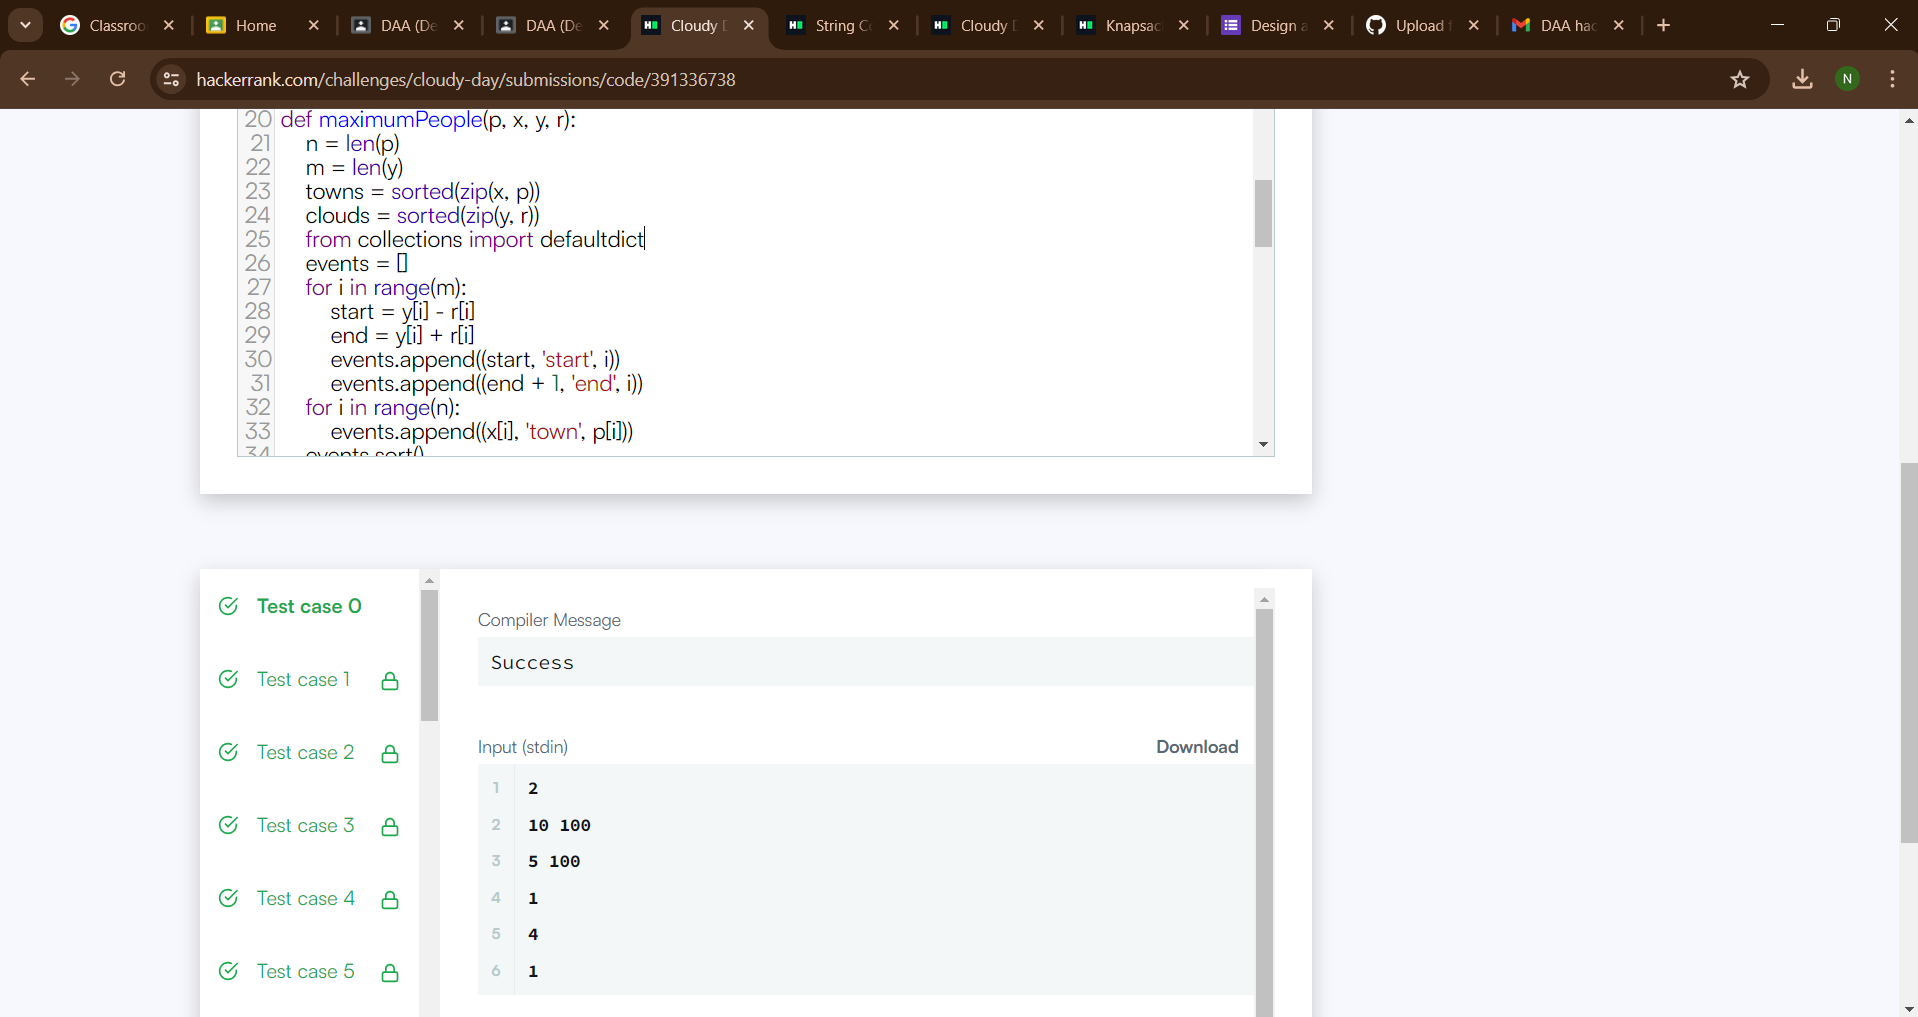 Classroo
Home
DAA (De
DAA (De
Cloudy D
String Co
Cloudy D
Knapsac
Design a
Upload f
DAA hac
hackerrank.com/challenges/cloudy-day/submissions/code/391336738
N
20 def maximumPeople(p, x, y, r):
21 n = len(p)
22 m = len(y)
23 towns = sorted(zip(x, p))
24 clouds = sorted(zip(y, r))
25 from collections import defaultdict
26 events = []
27 for i in range(m):
28 start = y[i] - r[i]
29 end = y[i] + r[i]
30 events.append((start, 'start', i))
31 events.append((end + 1, 'end', i))
32 for i in range(n):
33 events.append((x[i], 'town', p[i]))
34 events.sort()
Test case 0
Test case 1
Test case 2
Test case 3
Test case 4
Test case 5
Compiler Message
Success
Input (stdin)
Download
1 2
2 10 100
3 5 100
4 1
5 4
6 1